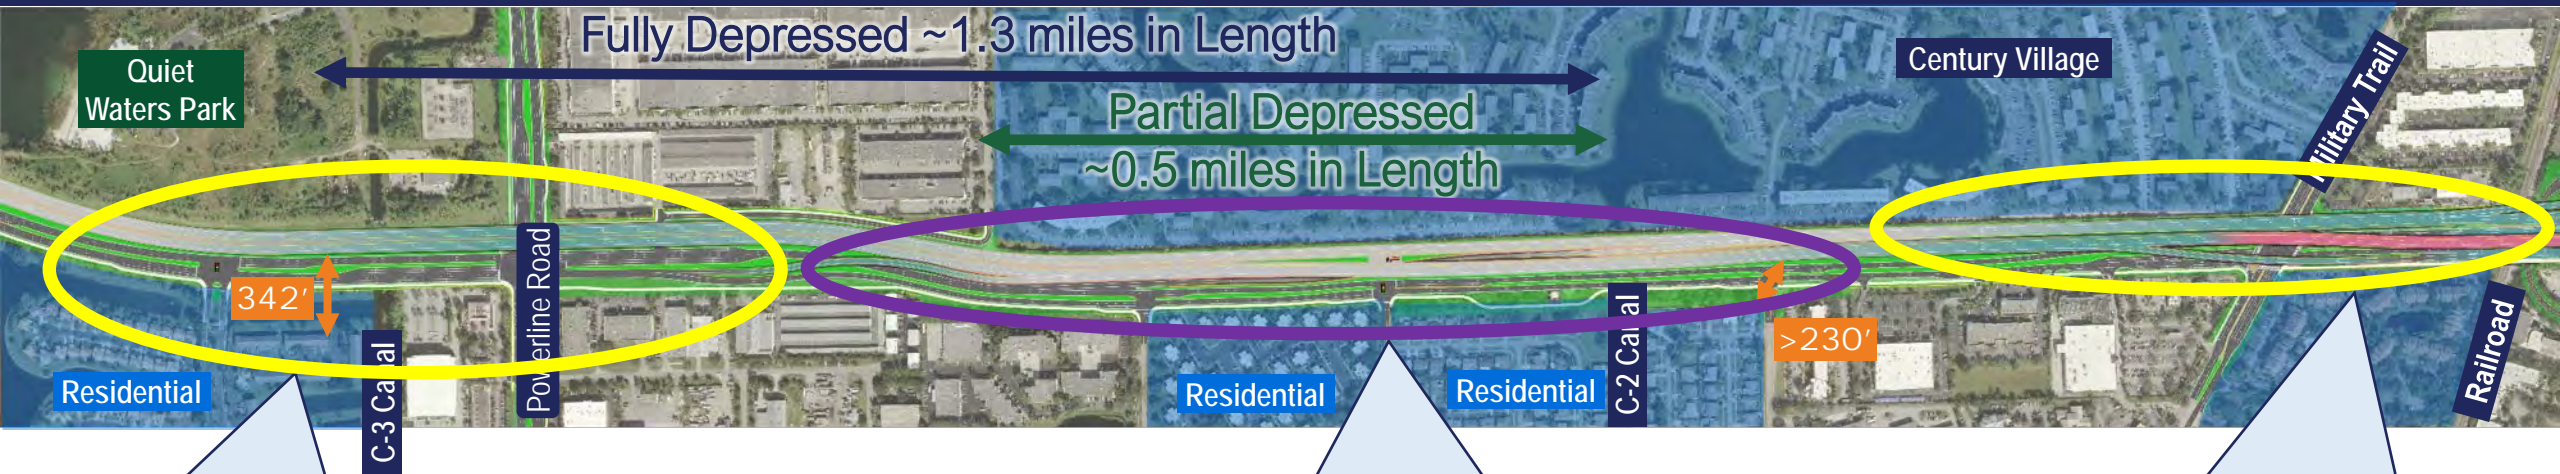 Fully Depressed ~1.3 miles in Length
Quiet
Waters Park
Century Village
Military Trail
Partial Depressed
~0.5 miles in Length
342'
Powerline Road
>230'
Residential
C-3 Canal
Residential
Residential
C-2 Canal
Railroad